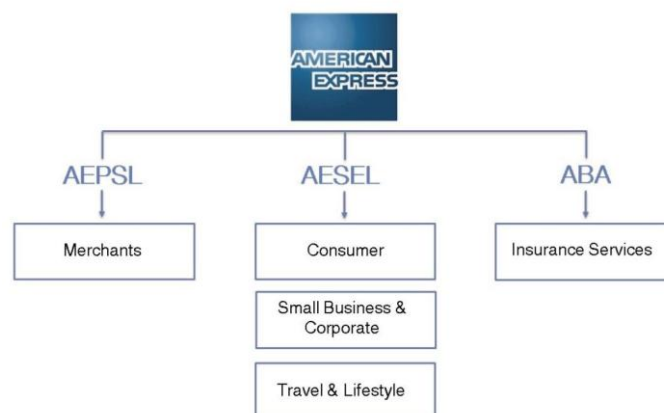 AMERICAN
EXPRESS
AEPSL
AESEL
ABA
Merchants
Consumer
Insurance Services
Small Business &
Corporate
Travel & Lifestyle